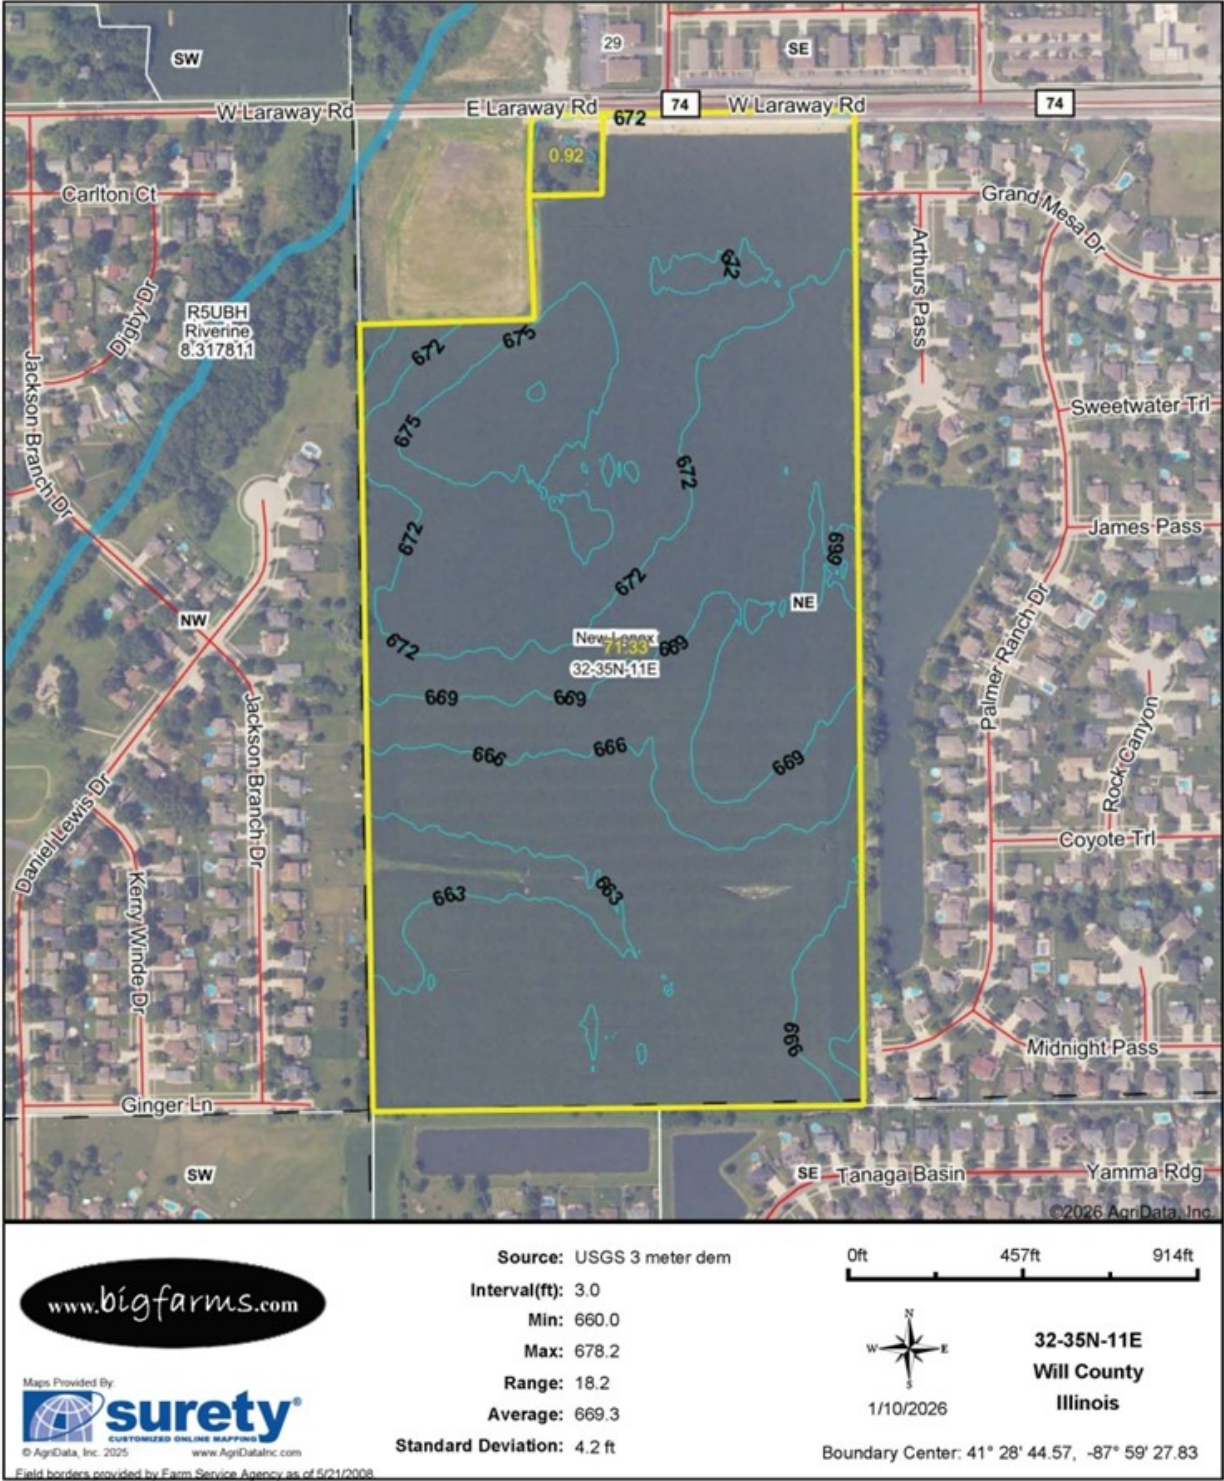 SW
29
SE
W Laraway Rd
E Laraway Rd
74
W Laraway Rd
74
672
0.92
Carlton Ct
Grand Mesa Dr
Arthurs Pass
672
R5UBH
Riverine
8.317811
Digby Dr
672
675
Jackson Branch Dr
675
Sweetwater Trl
672
James Pass
672
669
672
NE
NW
672
New Lenox
71.33
669
32-35N-11E
Palmer Ranch Dr
669
669
Jackson Branch Dr
Rock Canyon
666
666
669
Daniel Lewis Dr
Coyote Trl
663
663
Kerry Winde Dr
666
Midnight Pass
Ginger Ln
SW
SE
Tanaga Basin
Yamma Rdg
©2026 AgriData, Inc.
www.bigfarms.com
Maps Provided By:
surety®
CUSTOMIZED ONLINE MAPPING
© AgriData, Inc. 2025
www.AgriDataInc.com
Field borders provided by Farm Service Agency as of 5/21/2008.
Source: USGS 3 meter dem
Interval(ft): 3.0
Min: 660.0
Max: 678.2
Range: 18.2
Average: 669.3
Standard Deviation: 4.2 ft
0ft 457ft 914ft
N
W E
S
1/10/2026
32-35N-11E
Will County
Illinois
Boundary Center: 41° 28' 44.57, -87° 59' 27.83